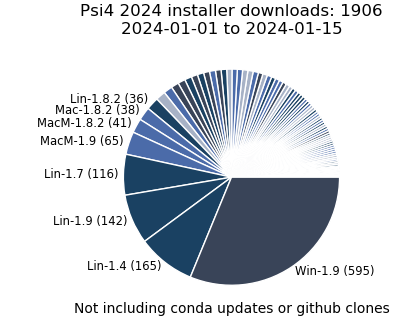 Psi4 2024 installer downloads: 1906
2024-01-01 to 2024-01-15
Lin-1.8.2 (36)
Mac-1.8.2 (38)
MacM-1.8.2 (41)
MacM-1.9 (65)
Lin-1.7 (116)
Lin-1.9 (142)
Lin-1.4 (165)
Win-1.9 (595)
Not including conda updates or github clones